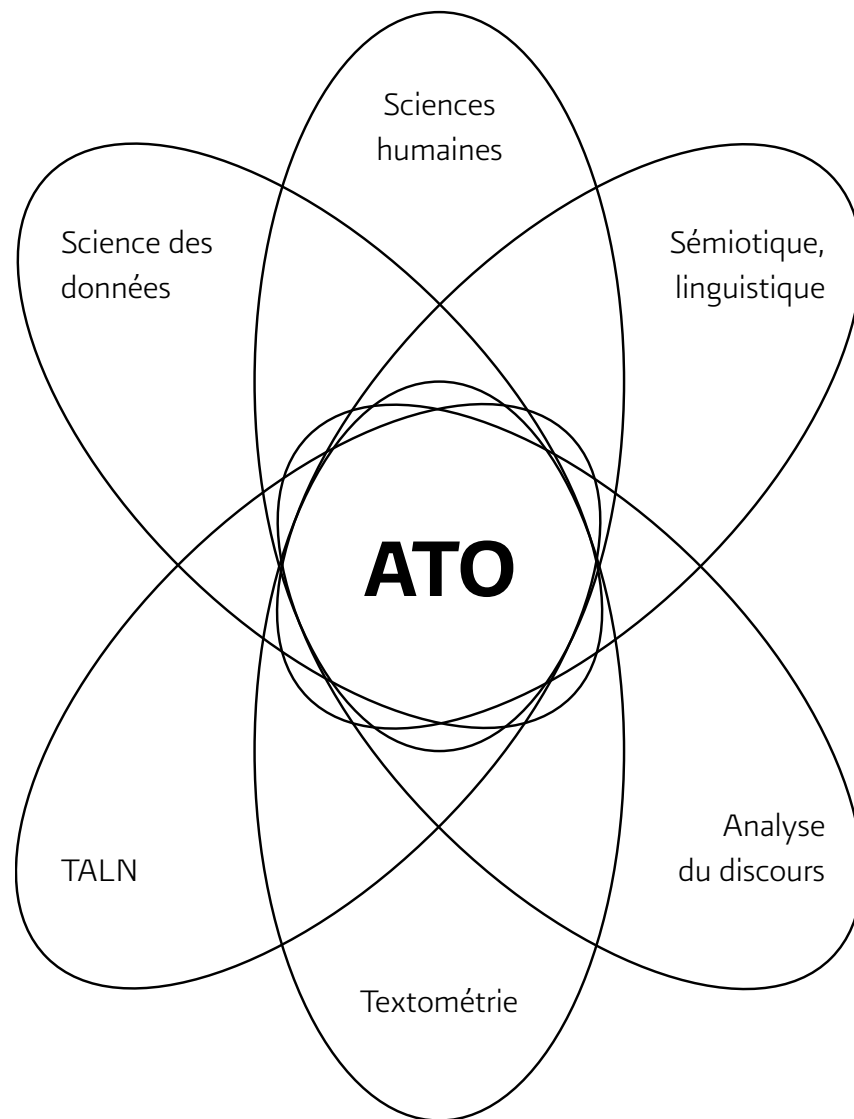 Sciences
humaines
Science des
données
Sémiotique,
linguistique
ATO
TALN
Analyse
du discours
Textométrie